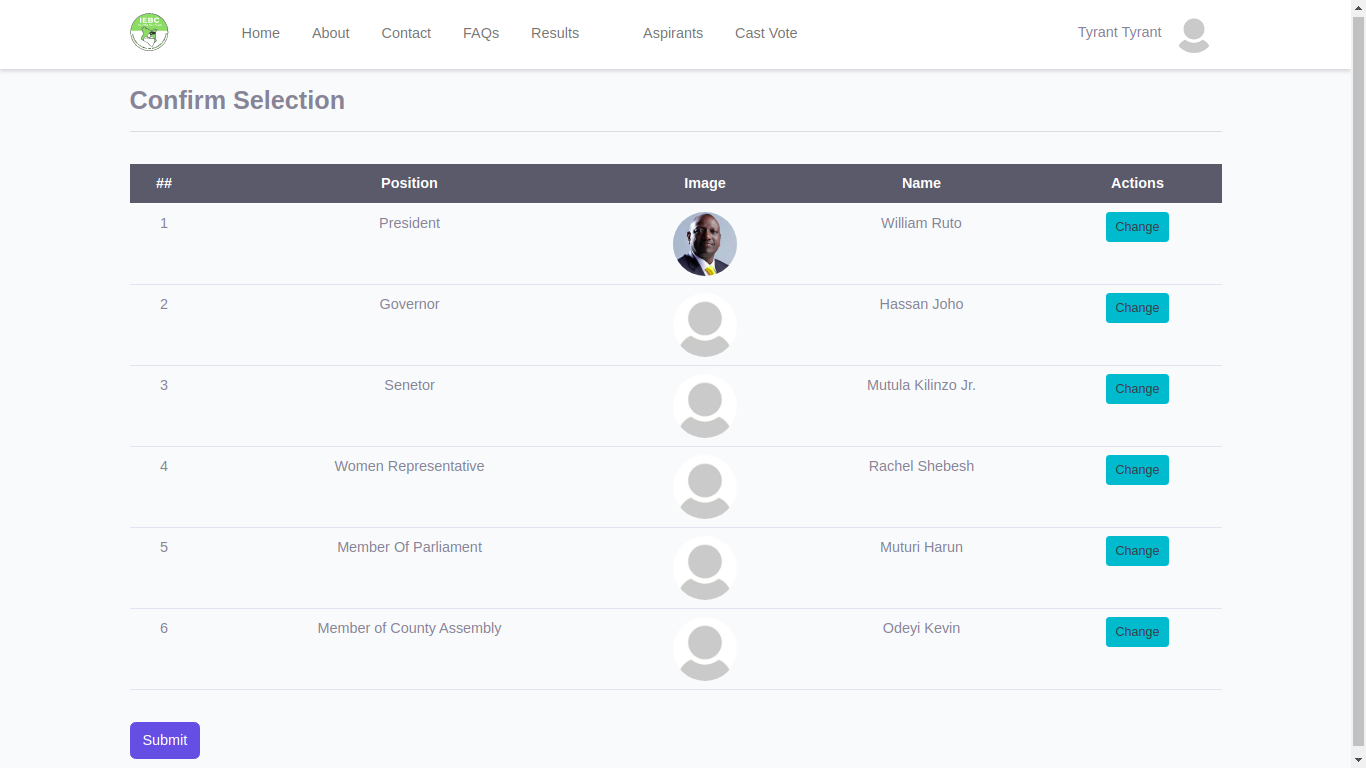 IEBC
Home About Contact FAQs Results Aspirants Cast Vote Tyrant Tyrant
Confirm Selection
## Position Image Name Actions
1 President William Ruto Change
2 Governor Hassan Joho Change
3 Senetor Mutula Kilinzo Jr. Change
4 Women Representative Rachel Shebesh Change
5 Member Of Parliament Muturi Harun Change
6 Member of County Assembly Odeyi Kevin Change
Submit